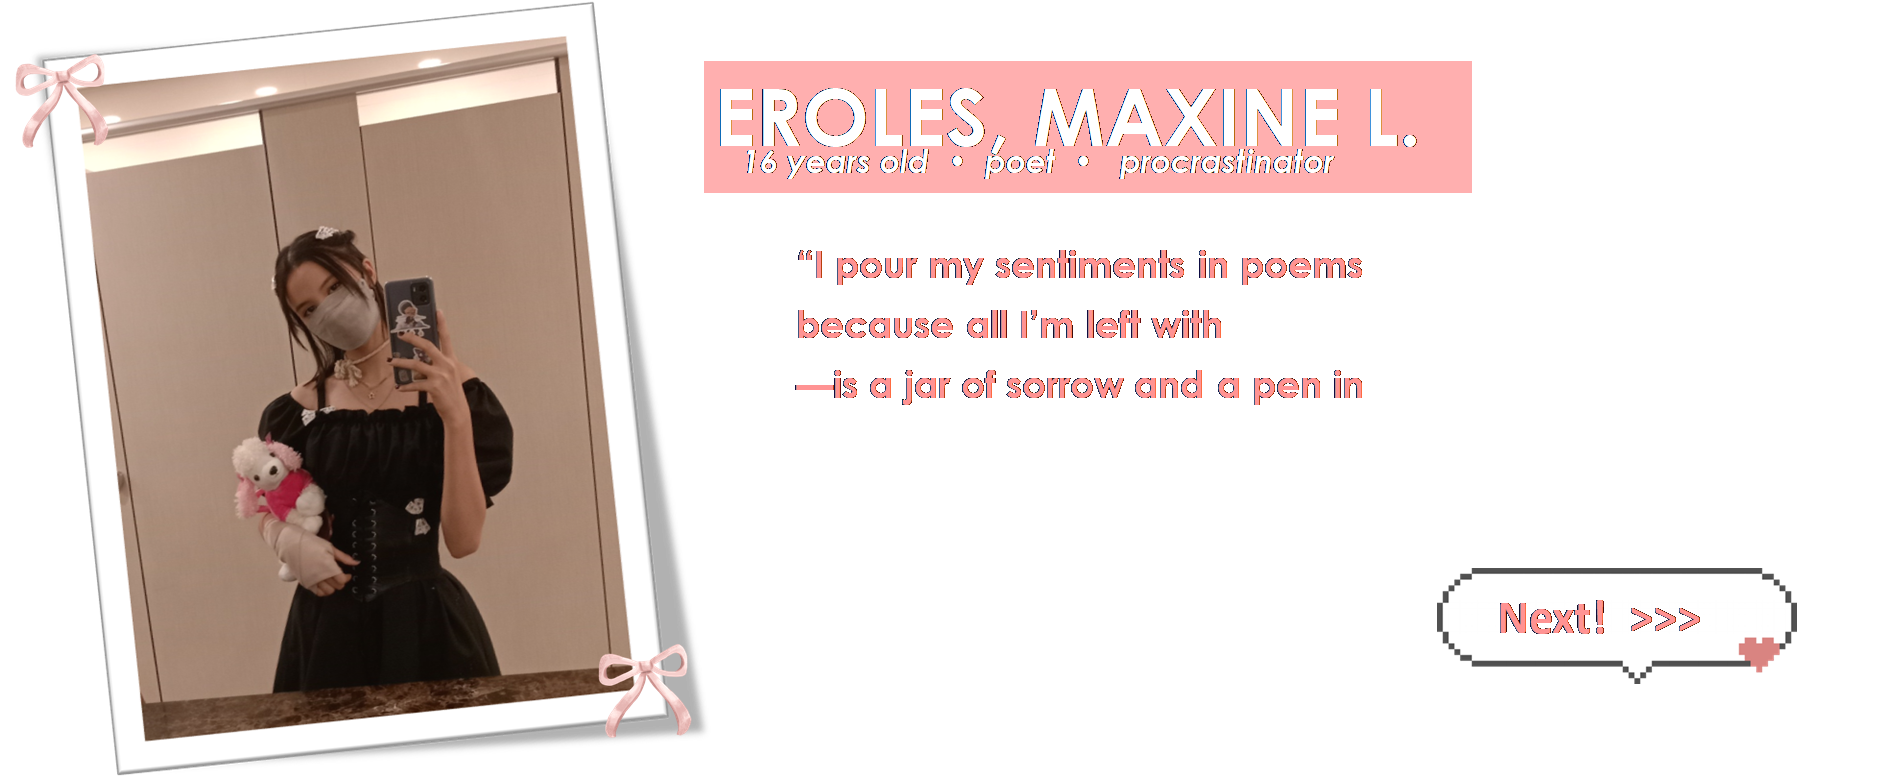 EROLES, MAXINE L.
16 years old • poet • procrastinator
“I pour my sentiments in poems
because all I’m left with
—is a jar of sorrow and a pen in
Next! >>>